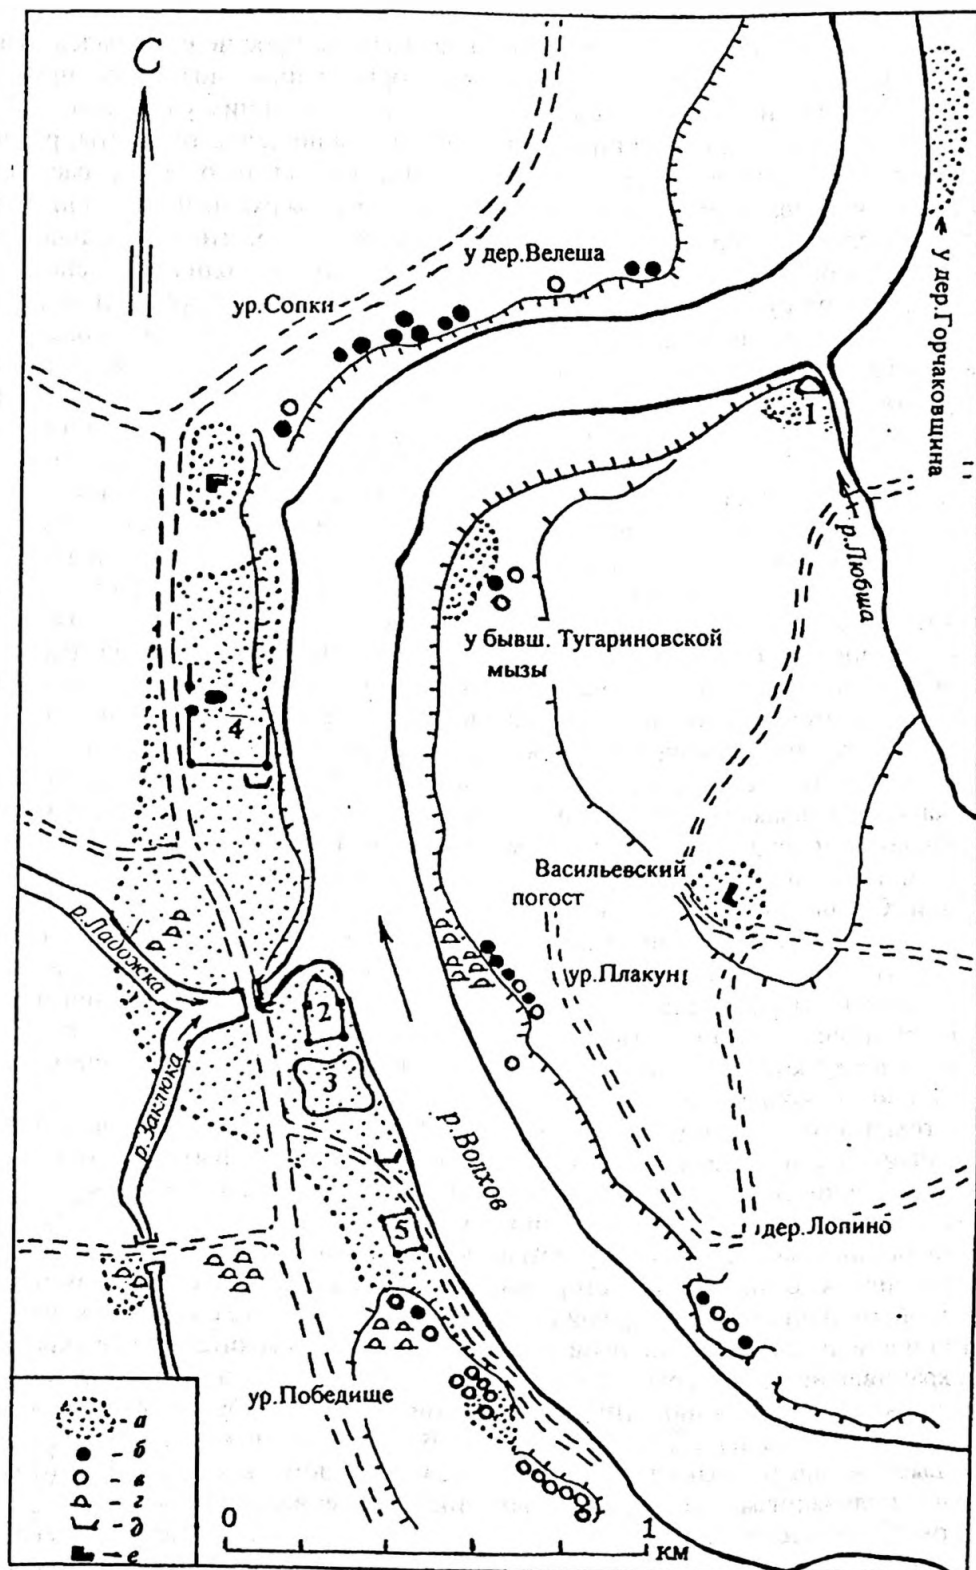 С
у дер.Велеша
ур.Сопки
← у дер.Горчаковщина
1
р.Любша
у бывш. Тугариновской
мызы
4
Васильевский
погост
р.Ладожка
ур.Плакун
2
р.Заклюка
3
р.Волхов
5
дер.Лопино
ур.Победище
- а
- б
- в
- г
- д
- е
0
1
км